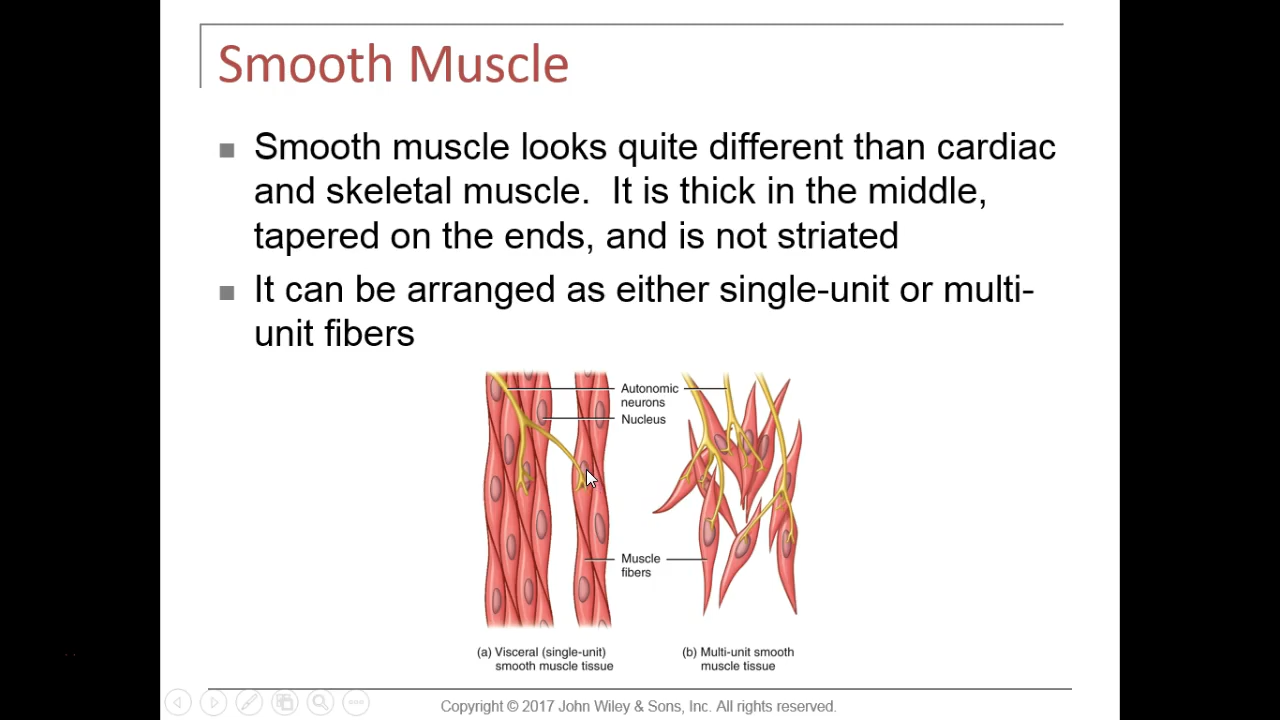 Smooth Muscle
Smooth muscle looks quite different than cardiac
and skeletal muscle.  It is thick in the middle,
tapered on the ends, and is not striated
It can be arranged as either single-unit or multi-
unit fibers
Autonomic
neurons
Nucleus
Muscle
fibers
(a) Visceral (single-unit)
smooth muscle tissue
(b) Multi-unit smooth
muscle tissue
Copyright © 2017 John Wiley & Sons, Inc. All rights reserved.